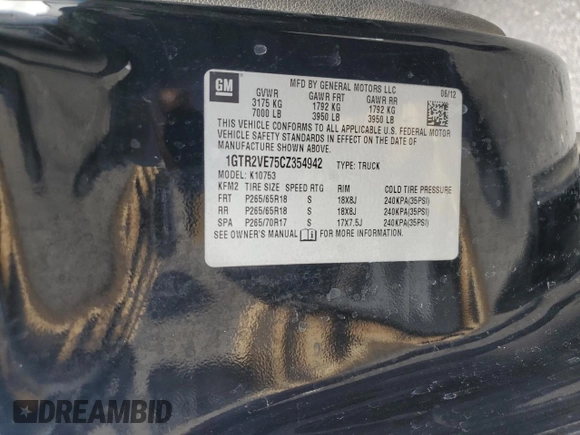 GM
MFD BY GENERAL MOTORS LLC 08/12
GVWR GAWR FRT GAWR RR
3175 KG 1792 KG 1792 KG
7000 LB 3950 LB 3950 LB
THIS VEHICLE CONFORMS TO ALL APPLICABLE U.S. FEDERAL MOTOR
VEHICLE SAFETY STANDARDS IN EFFECT ON THE DATE OF
MANUFACTURE SHOWN ABOVE.
1GTR2VE75CZ354942 TYPE: TRUCK
MODEL: K10753
KFM2 TIRE SIZE SPEED RTG RIM COLD TIRE PRESSURE
FRT P265/65R18 S 18X8J 240KPA(35PSI)
RR P265/65R18 S 18X8J 240KPA(35PSI)
SPA P265/70R17 S 17X7.5J 240KPA(35PSI)
SEE OWNER'S MANUAL FOR MORE INFORMATION.
DREAMBID